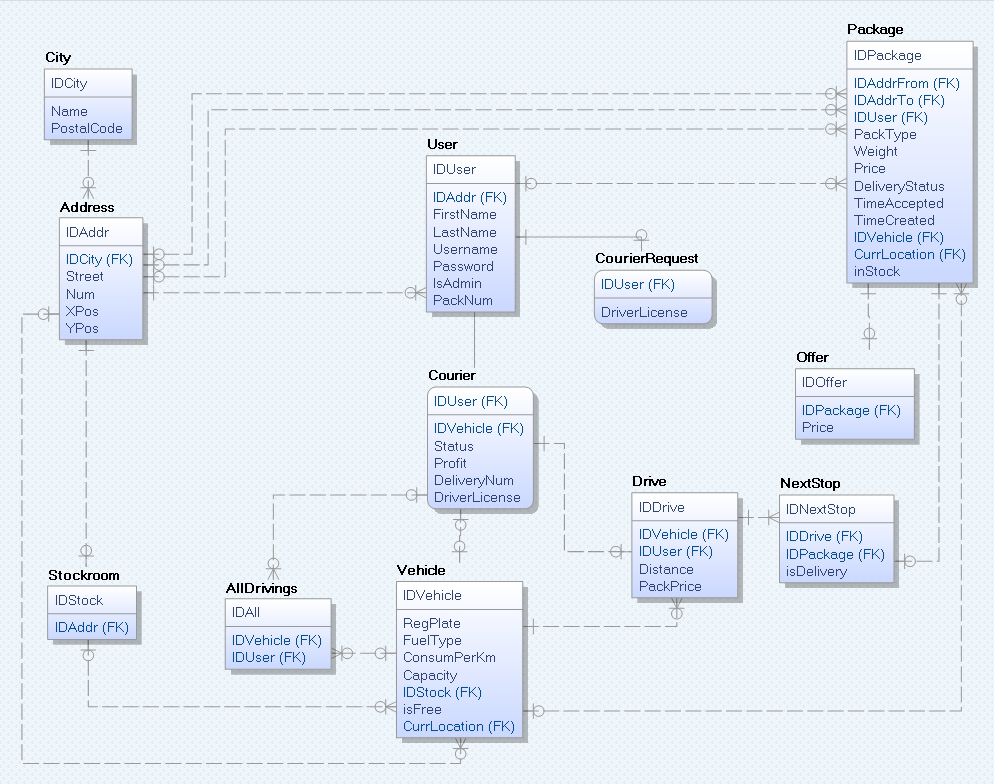 Package
IDPackage
IDAddrFrom (FK)
IDAddrTo (FK)
IDUser (FK)
PackType
Weight
Price
DeliveryStatus
TimeAccepted
TimeCreated
IDVehicle (FK)
CurrLocation (FK)
inStock
City
IDCity
Name
PostalCode
User
IDUser
IDAddr (FK)
FirstName
LastName
Username
Password
IsAdmin
PackNum
Address
IDAddr
IDCity (FK)
Street
Num
XPos
YPos
CourierRequest
IDUser (FK)
DriverLicense
Offer
IDOffer
IDPackage (FK)
Price
Courier
IDUser (FK)
IDVehicle (FK)
Status
Profit
DeliveryNum
DriverLicense
Drive
IDDrive
IDVehicle (FK)
IDUser (FK)
Distance
PackPrice
NextStop
IDNextStop
IDDrive (FK)
IDPackage (FK)
isDelivery
Stockroom
IDStock
IDAddr (FK)
AllDrivings
IDAll
IDVehicle (FK)
IDUser (FK)
Vehicle
IDVehicle
RegPlate
FuelType
ConsumPerKm
Capacity
IDStock (FK)
isFree
CurrLocation (FK)